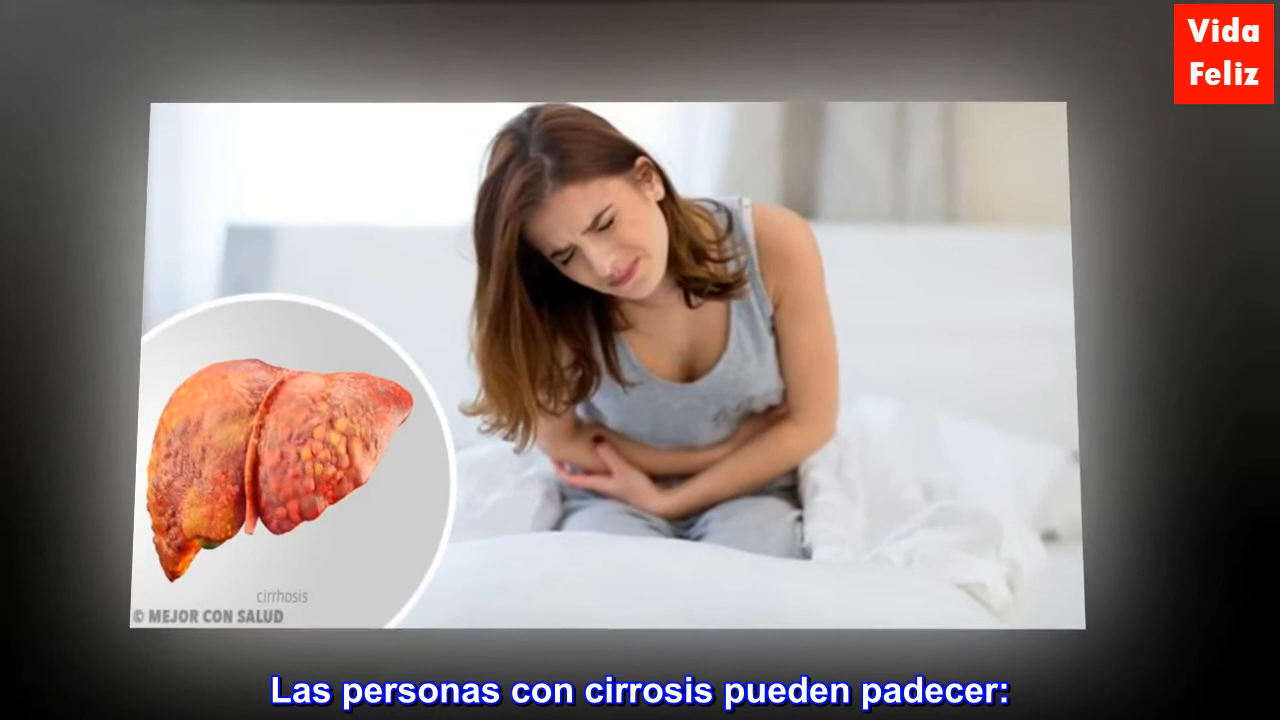 Vida
Feliz
cirrhosis
© MEJOR CON SALUD
Las personas con cirrosis pueden padecer: